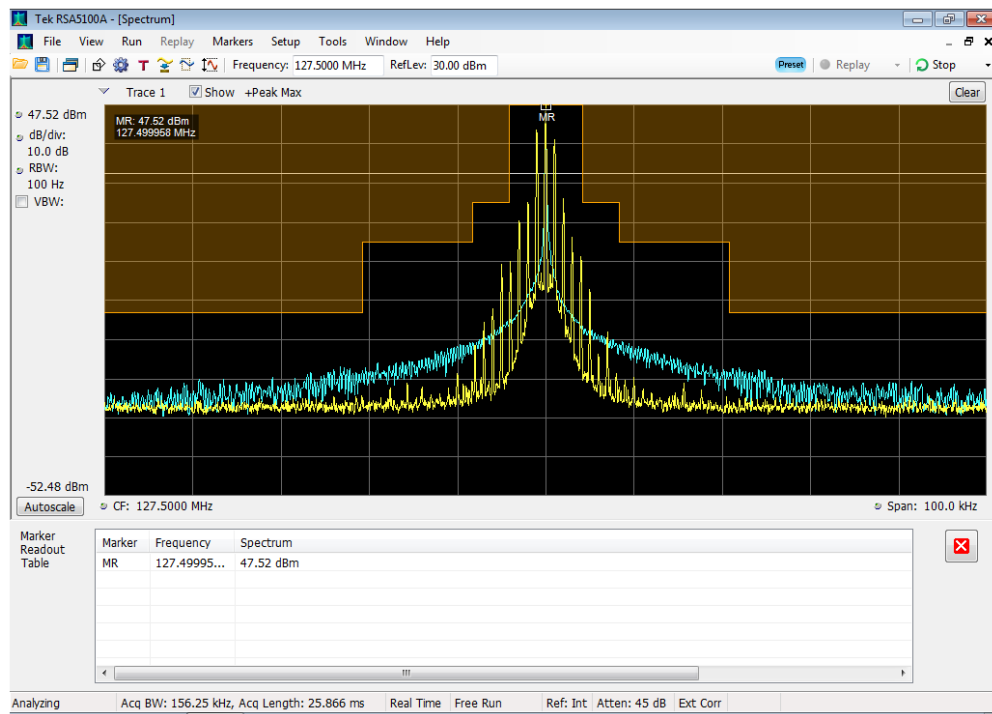 Tek RSA5100A - [Spectrum]
File View Run Replay Markers Setup Tools Window Help
T Frequency: 127.5000 MHz RefLev: 30.00 dBm Preset Replay Stop
Trace 1 Show +Peak Max Clear
47.52 dBm
dB/div:
10.0 dB
RBW:
100 Hz
VBW:
MR: 47.52 dBm
127.499958 MHz
MR
-52.48 dBm
Autoscale CF: 127.5000 MHz Span: 100.0 kHz
Marker
Readout
Table
Marker Frequency Spectrum
MR 127.49995... 47.52 dBm
Analyzing Acq BW: 156.25 kHz, Acq Length: 25.866 ms Real Time Free Run Ref: Int Atten: 45 dB Ext Corr